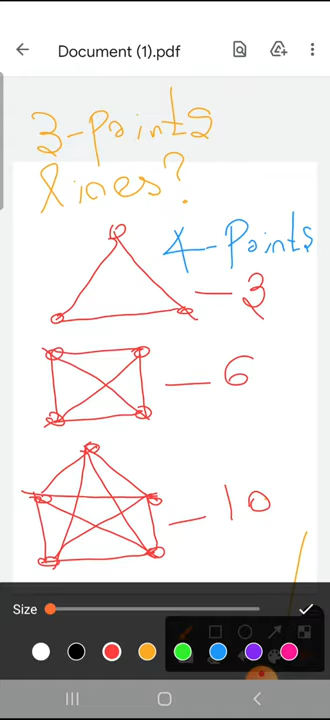 Document (1).pdf
3-Points
lines?
4-Points
3
6
10
Size